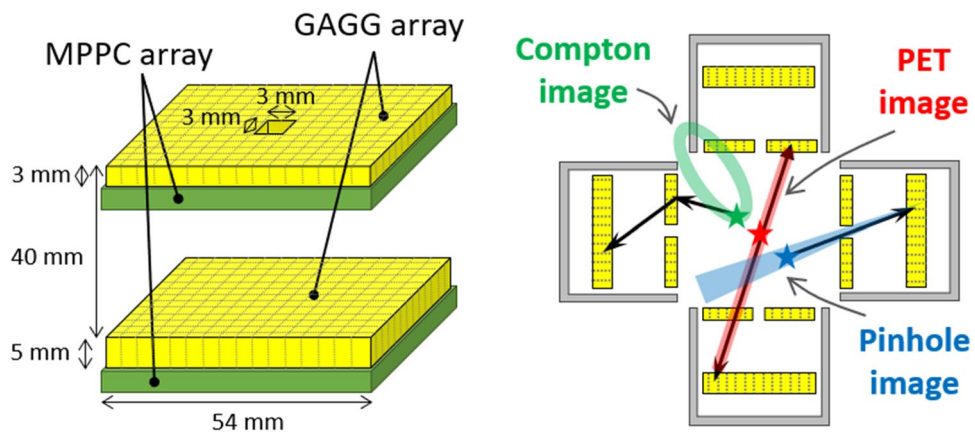 GAGG array
MPPC array
3 mm
3 mm
3 mm
40 mm
5 mm
54 mm
Compton
image
PET
image
Pinhole
image